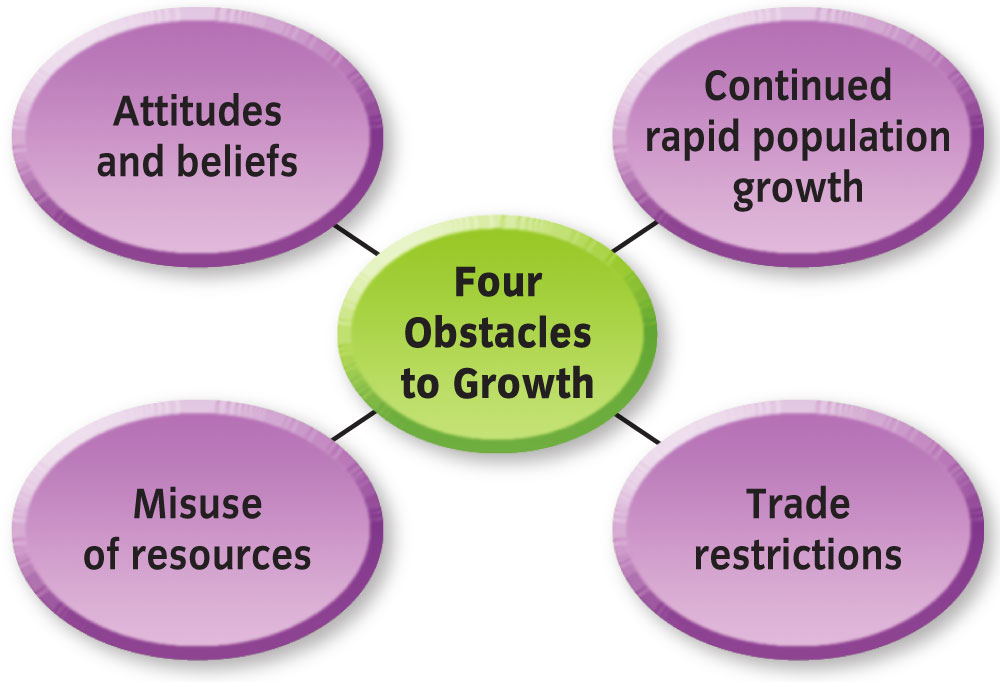 Attitudes
and beliefs
Continued
rapid population
growth
Four
Obstacles
to Growth
Misuse
of resources
Trade
restrictions